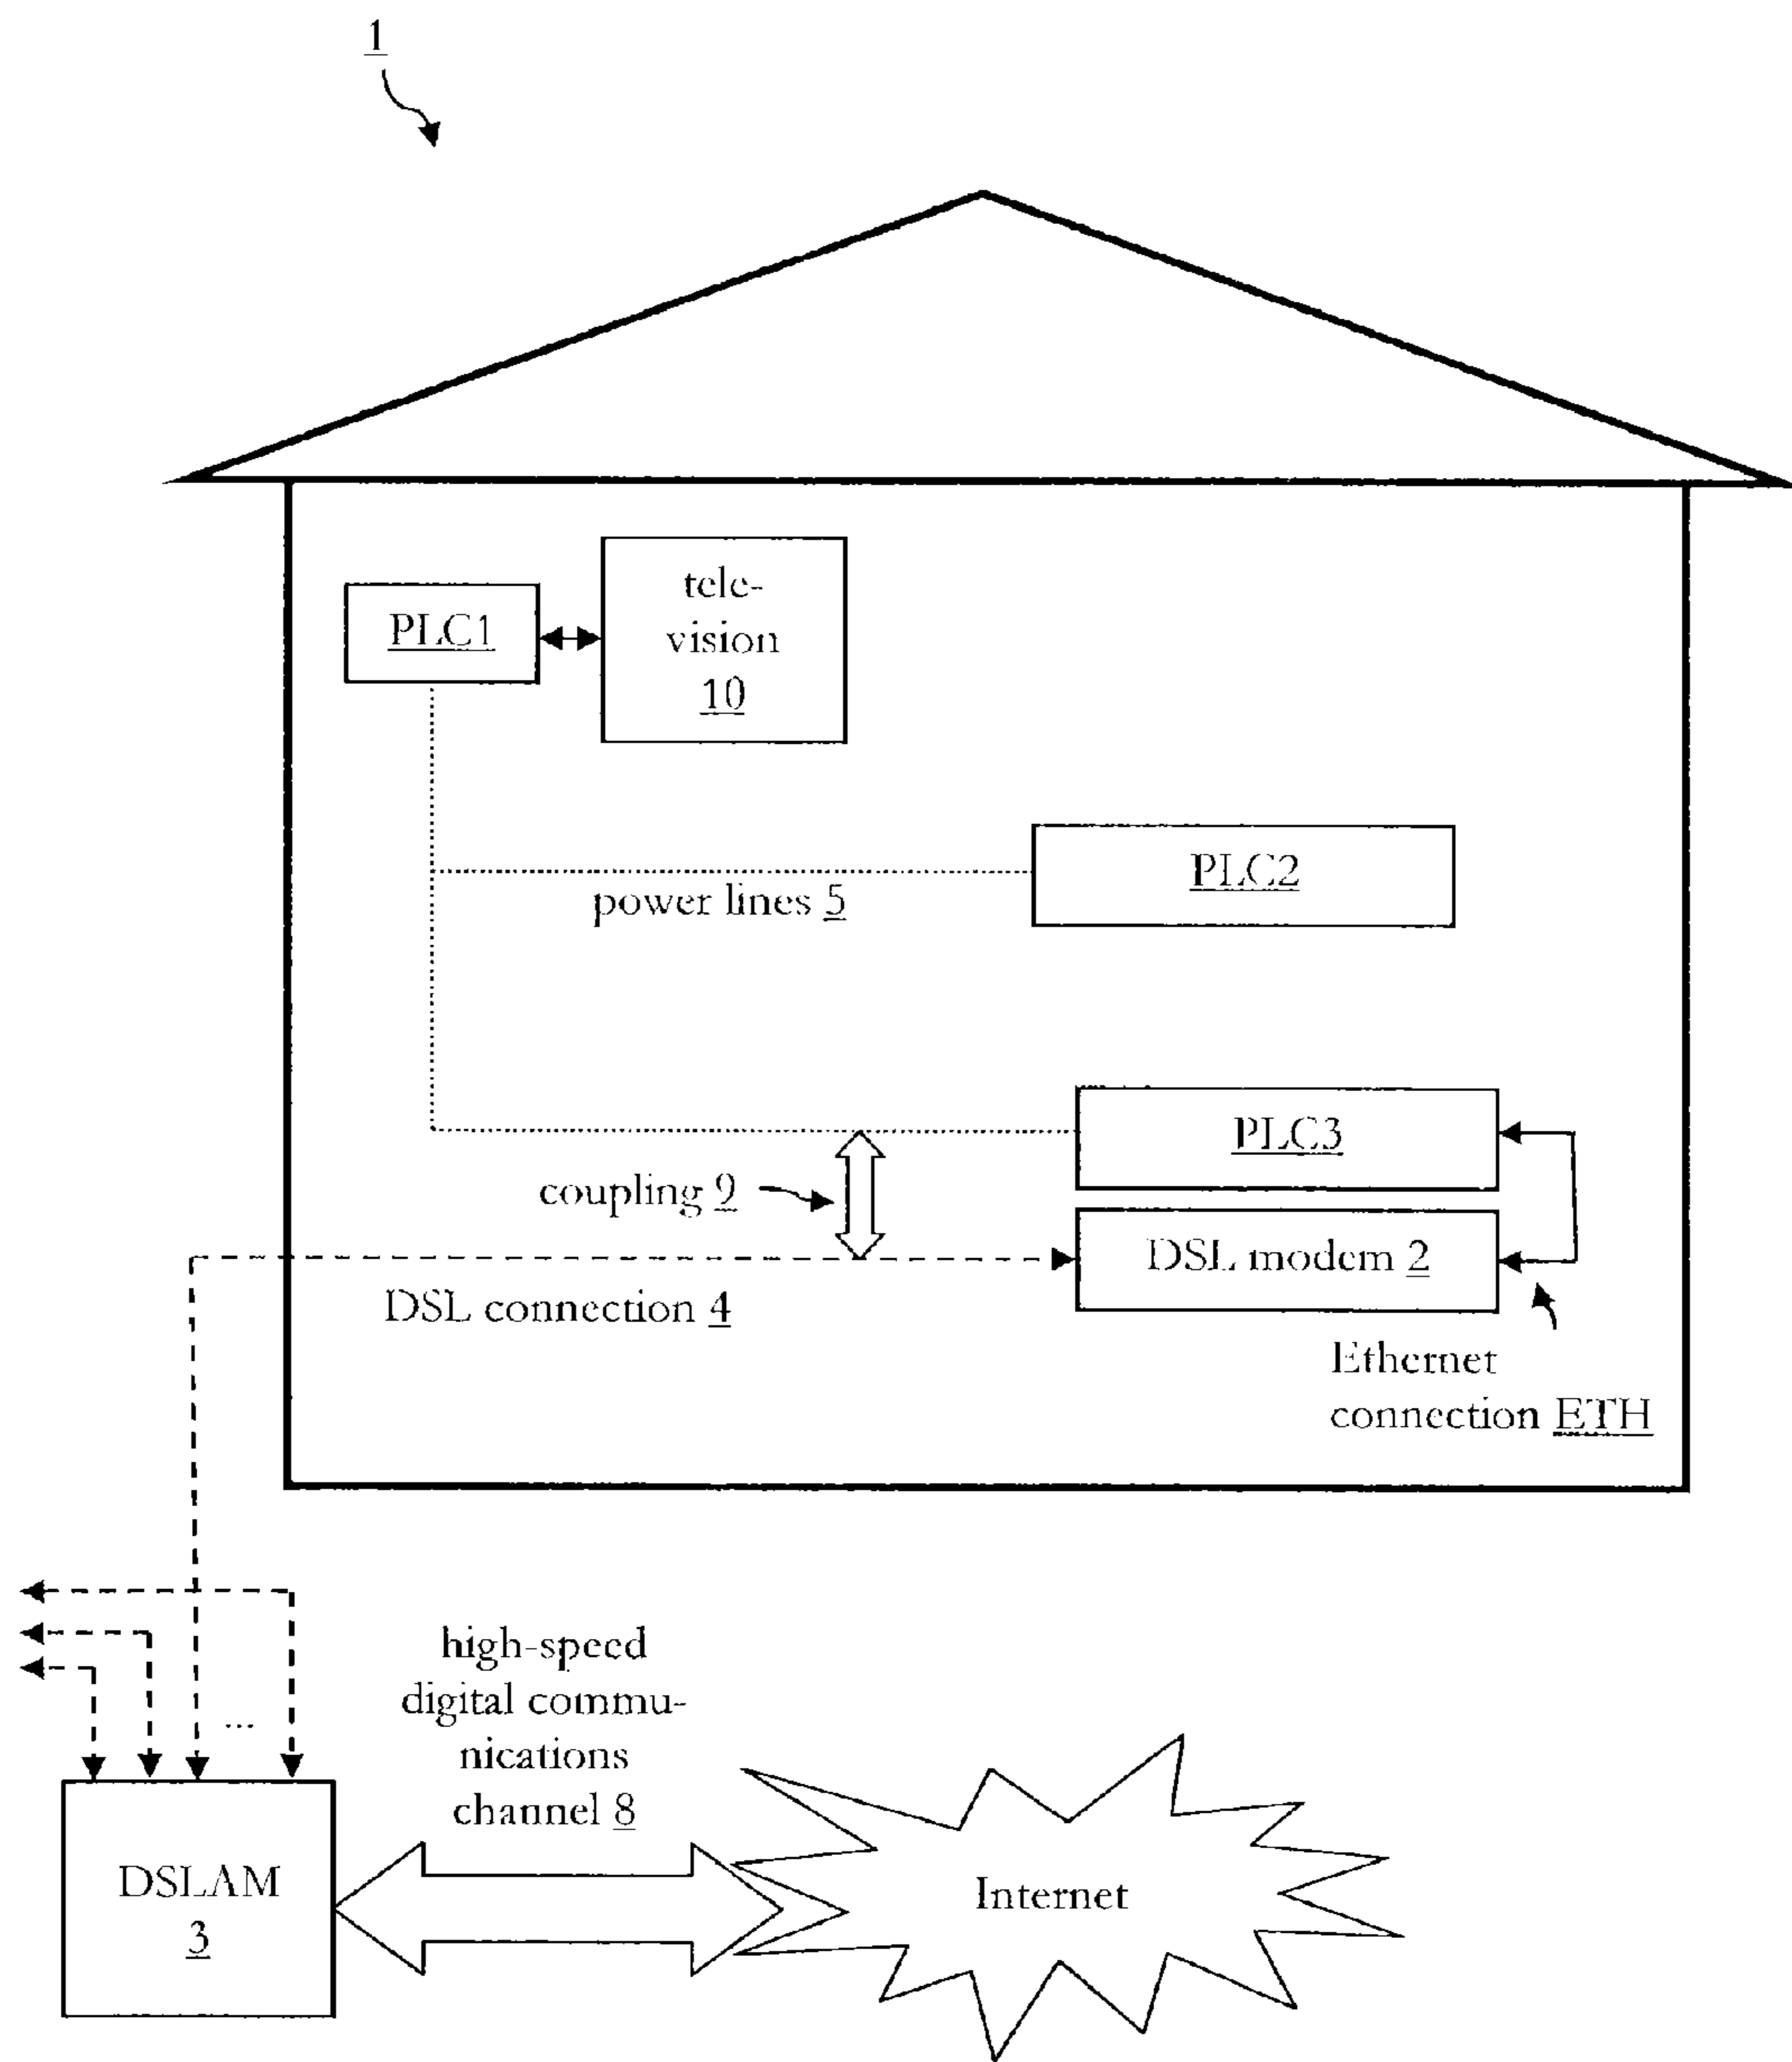 1
PLC1
tele-
vision
10
PLC2
power lines 5
PLC3
coupling 9
DSL modem 2
DSL connection 4
Ethernet
connection ETH
...
high-speed
digital commu-
nications
channel 8
DSLAM
3
Internet